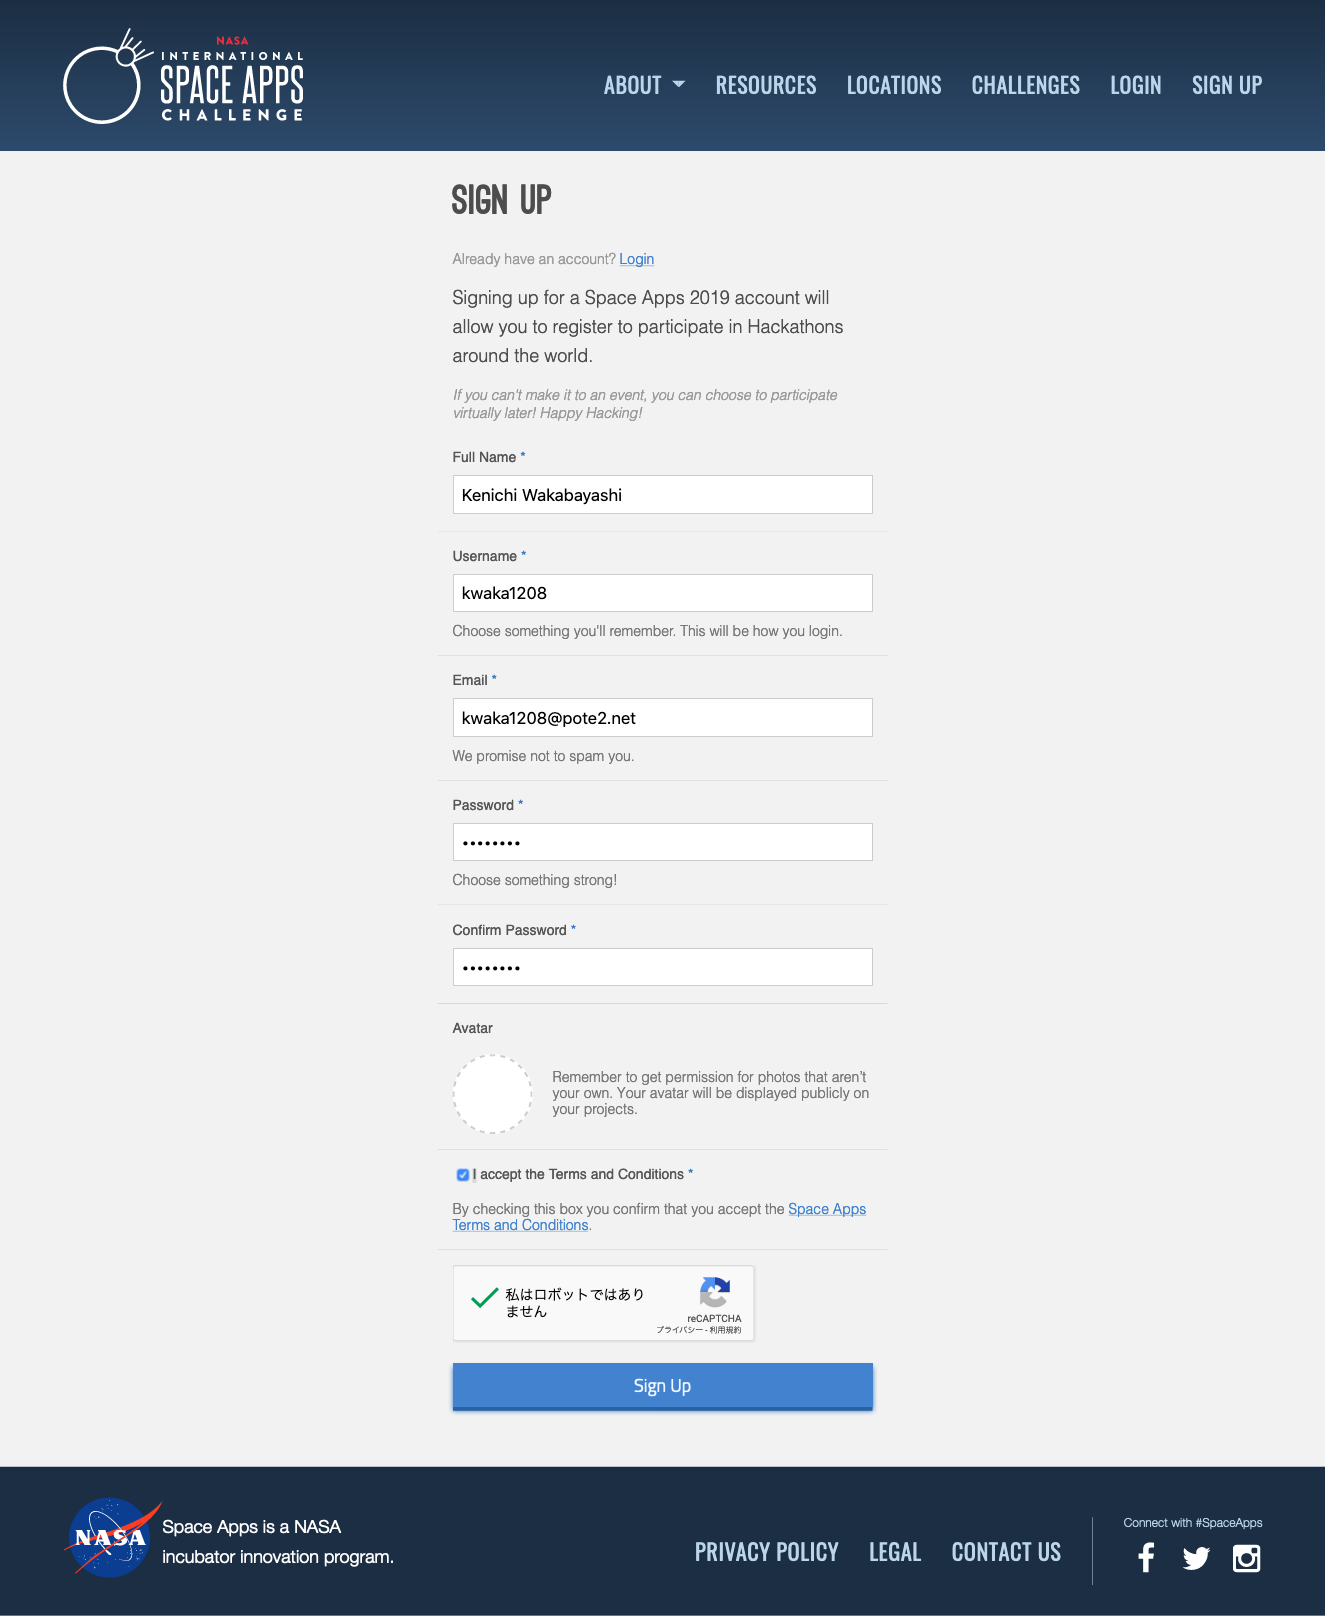 NASA
INTERNATIONAL
SPACE APPS
CHALLENGE
ABOUT
RESOURCES
LOCATIONS
CHALLENGES
LOGIN
SIGN UP
SIGN UP
Already have an account? Login
Signing up for a Space Apps 2019 account will
allow you to register to participate in Hackathons
around the world.
If you can't make it to an event, you can choose to participate
virtually later! Happy Hacking!
Full Name *
Kenichi Wakabayashi
Username *
kwaka1208
Choose something you'll remember. This will be how you login.
Email *
kwaka1208@pote2.net
We promise not to spam you.
Password *
••••••••
Choose something strong!
Confirm Password *
••••••••
Avatar
Remember to get permission for photos that aren't
your own. Your avatar will be displayed publicly on
your projects.
I accept the Terms and Conditions *
By checking this box you confirm that you accept the Space Apps
Terms and Conditions.
私はロボットではあり
ません
reCAPTCHA
プライバシー - 利用規約
Sign Up
NASA
Space Apps is a NASA
incubator innovation program.
PRIVACY POLICY
LEGAL
CONTACT US
Connect with #SpaceApps